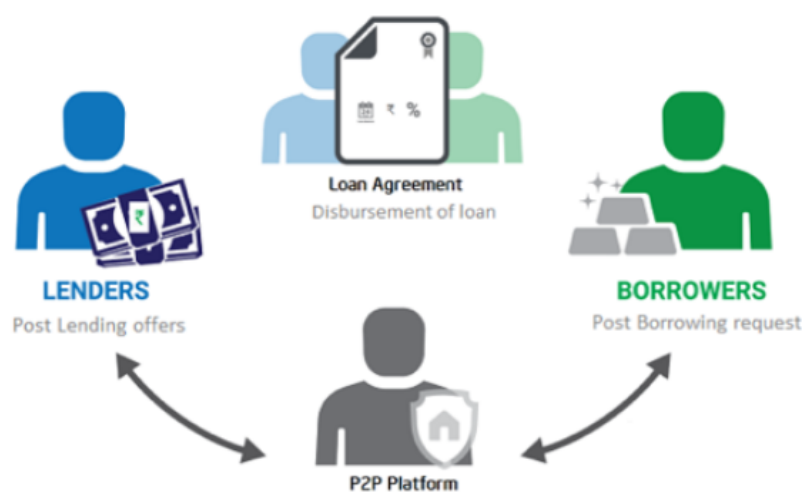 ₹ %
Loan Agreement
Disbursement of loan
₹
LENDERS
Post Lending offers
BORROWERS
Post Borrowing request
P2P Platform